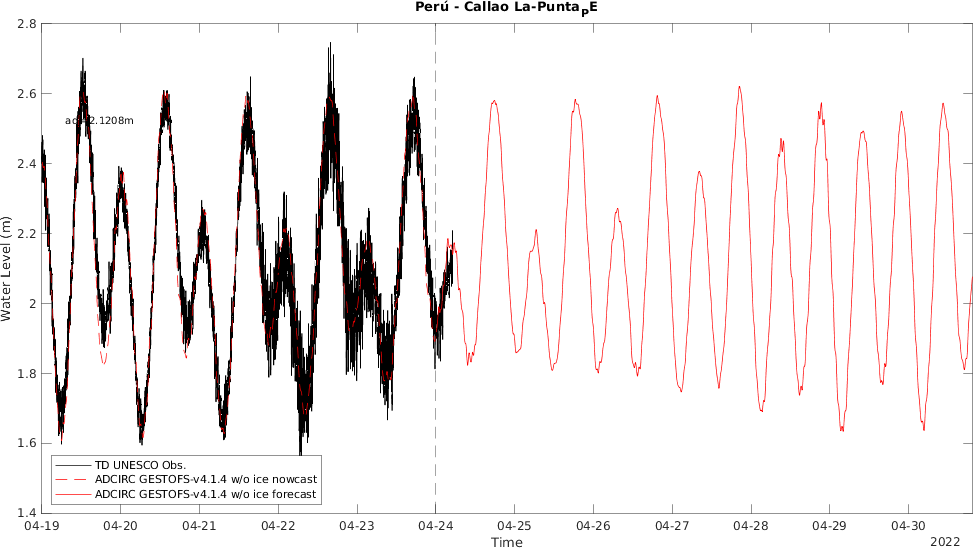 Perú - Callao La-PuntapE
2.8
2.6
2.4
2.2
2
1.8
1.6
1.4
Water Level (m)
TD UNESCO Obs.
ADCIRC GESTOFS-v4.1.4 w/o ice nowcast
ADCIRC GESTOFS-v4.1.4 w/o ice forecast
04-19 04-20 04-21 04-22 04-23 04-24 04-25 04-26 04-27 04-28 04-29 04-30
Time
2022